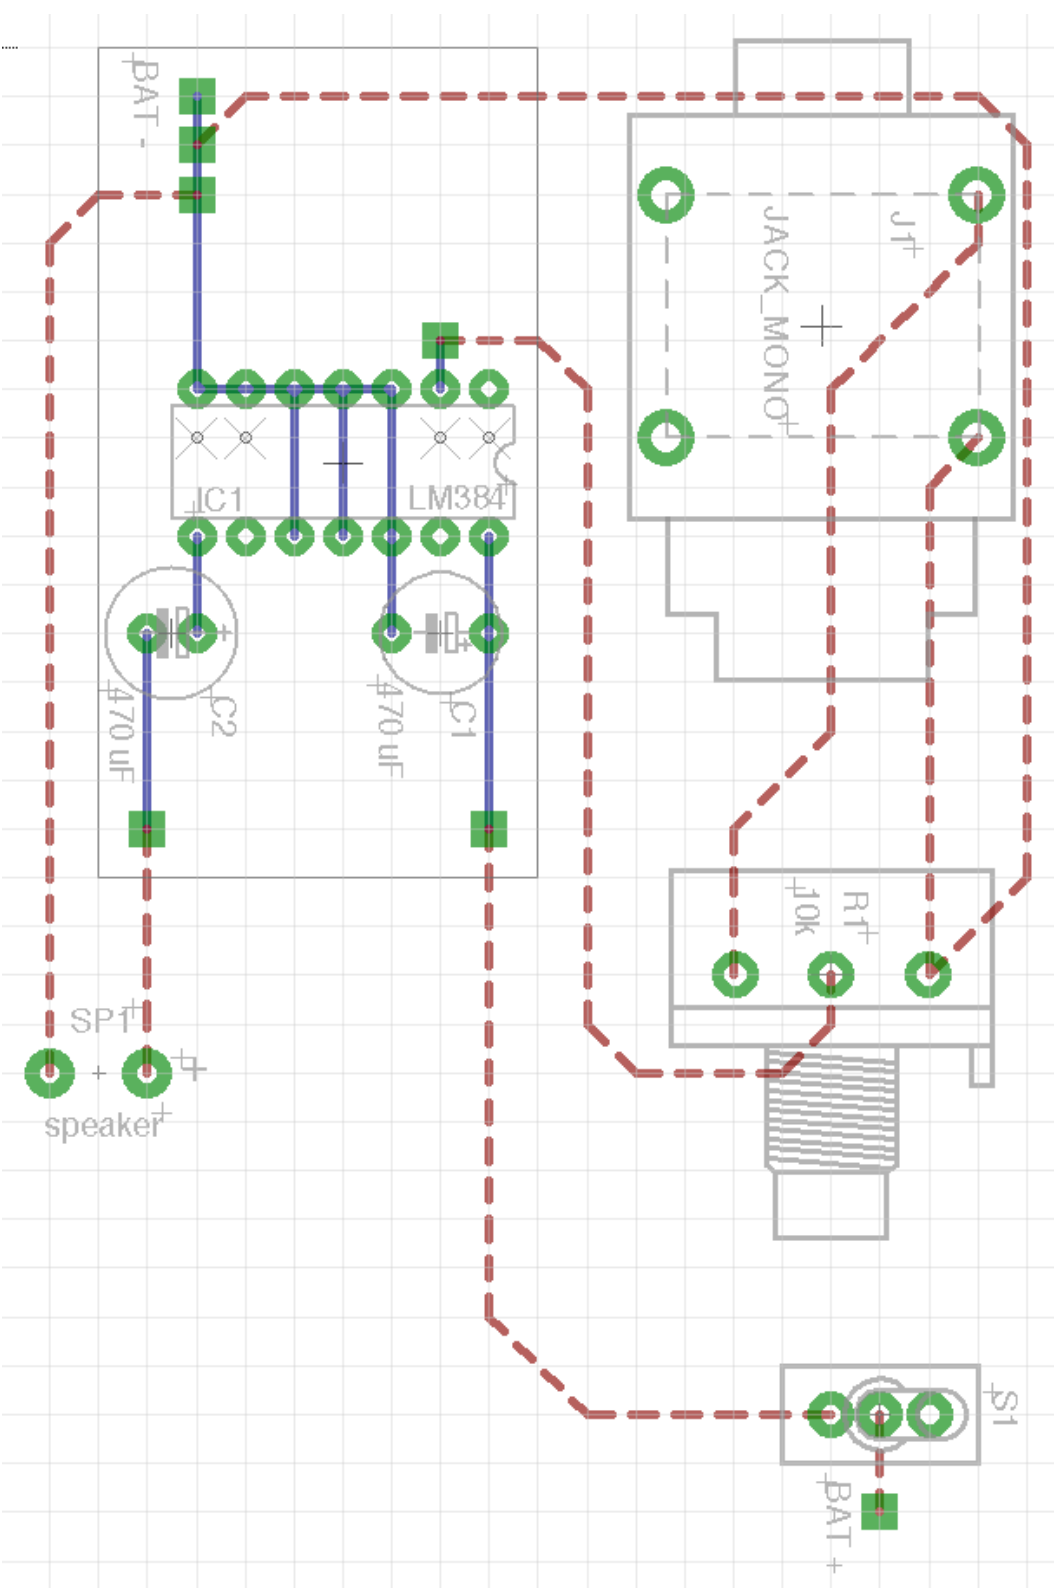 BAT -
J1
JACK_MONO
IC1
LM384
C2
470 uF
C1
470 uF
R1
10k
SP1
+
speaker
S1
BAT +